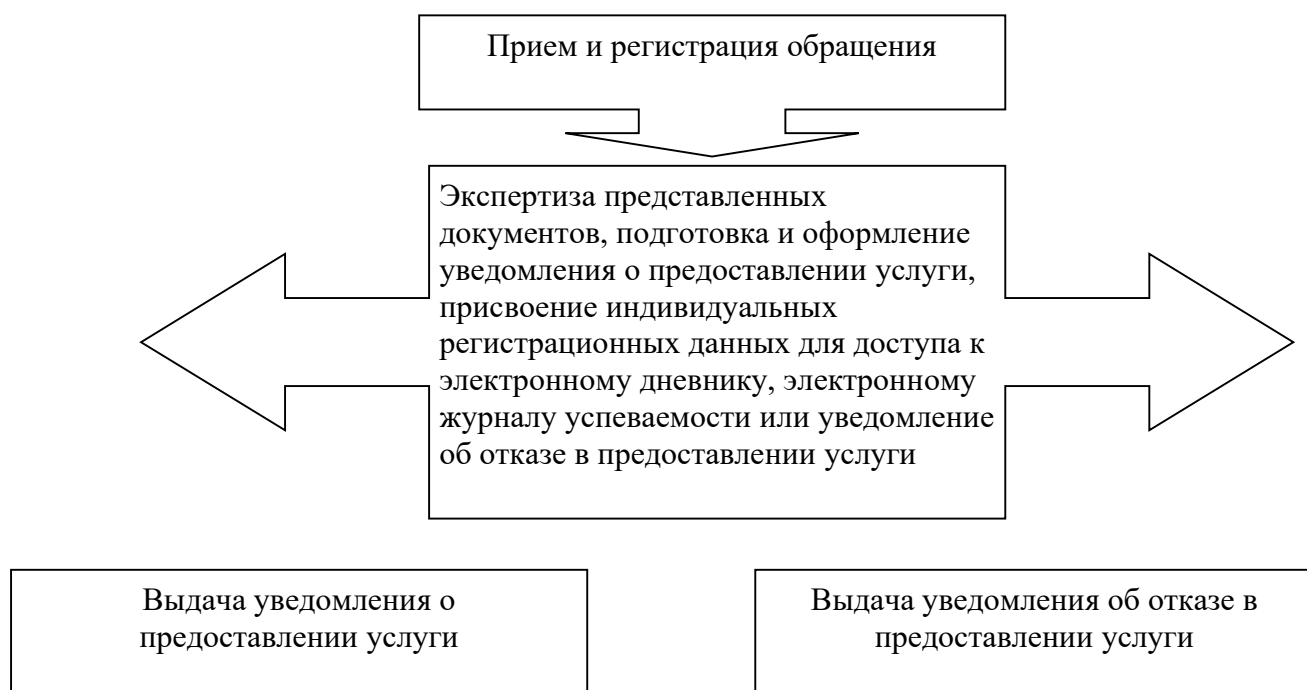 Прием и регистрация обращения
Экспертиза представленных
документов, подготовка и оформление
уведомления о предоставлении услуги,
присвоение индивидуальных
регистрационных данных для доступа к
электронному дневнику, электронному
журналу успеваемости или уведомление
об отказе в предоставлении услуги
Выдача уведомления о
предоставлении услуги
Выдача уведомления об отказе в
предоставлении услуги